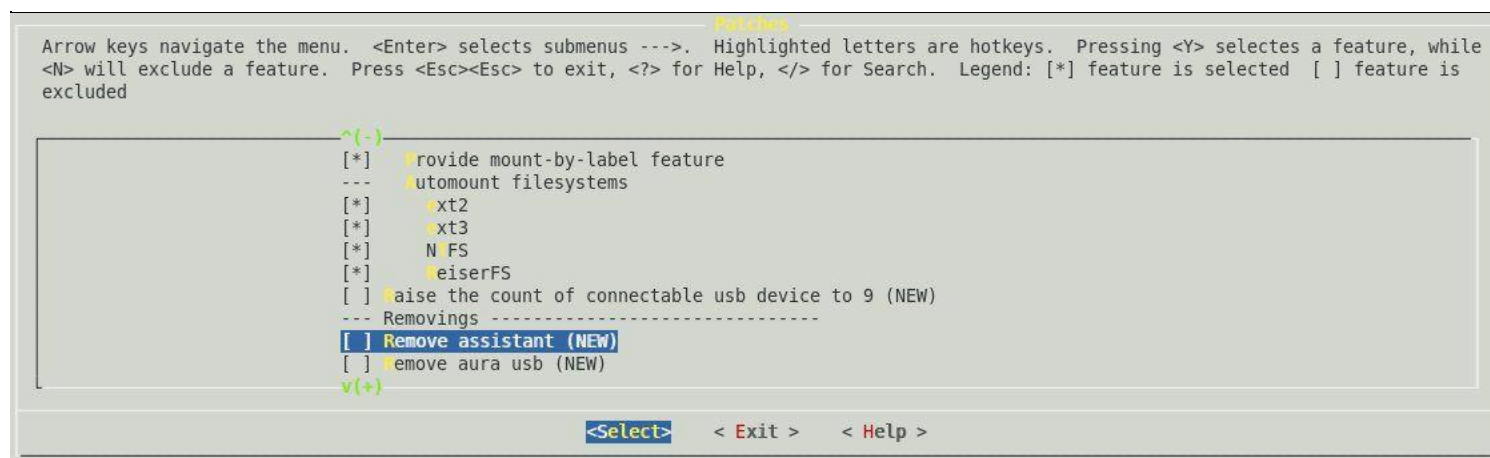 Patches
Arrow keys navigate the menu.  <Enter> selects submenus --->.  Highlighted letters are hotkeys.  Pressing <Y> selectes a feature, while
<N> will exclude a feature.  Press <Esc><Esc> to exit, <?> for Help, </> for Search.  Legend: [*] feature is selected  [ ] feature is
excluded
^(-)
[*]   Provide mount-by-label feature
---   Automount filesystems
[*]     ext2
[*]     ext3
[*]     NTFS
[*]     ReiserFS
[ ] Raise the count of connectable usb device to 9 (NEW)
--- Removings -------------------------------
[ ] Remove assistant (NEW)
[ ] Remove aura usb (NEW)
v(+)
<Select>    < Exit >    < Help >